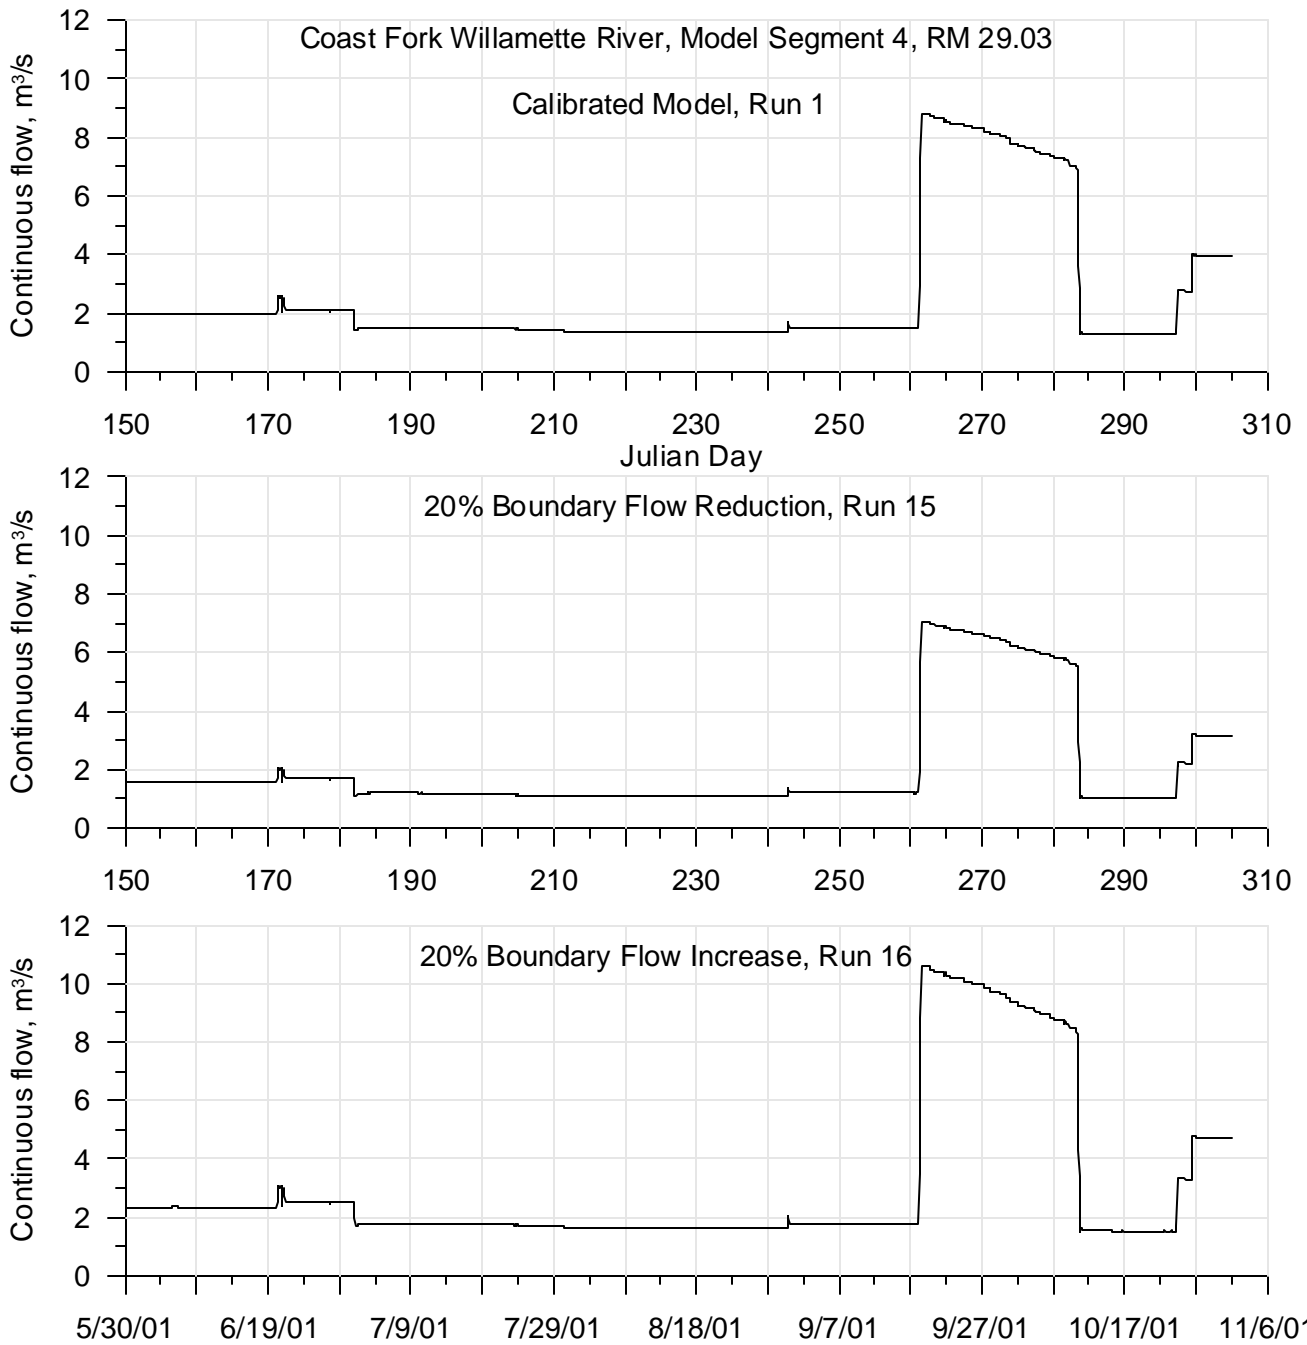 12
Coast Fork Willamette River, Model Segment 4, RM 29.03
10
Calibrated Model, Run 1
8
6
4
2
0
Continuous flow, m³/s
150 170 190 210 230 250 270 290 310
Julian Day
12
20% Boundary Flow Reduction, Run 15
10
8
6
4
2
0
Continuous flow, m³/s
150 170 190 210 230 250 270 290 310
12
20% Boundary Flow Increase, Run 16
10
8
6
4
2
0
Continuous flow, m³/s
5/30/01 6/19/01 7/9/01 7/29/01 8/18/01 9/7/01 9/27/01 10/17/01 11/6/01